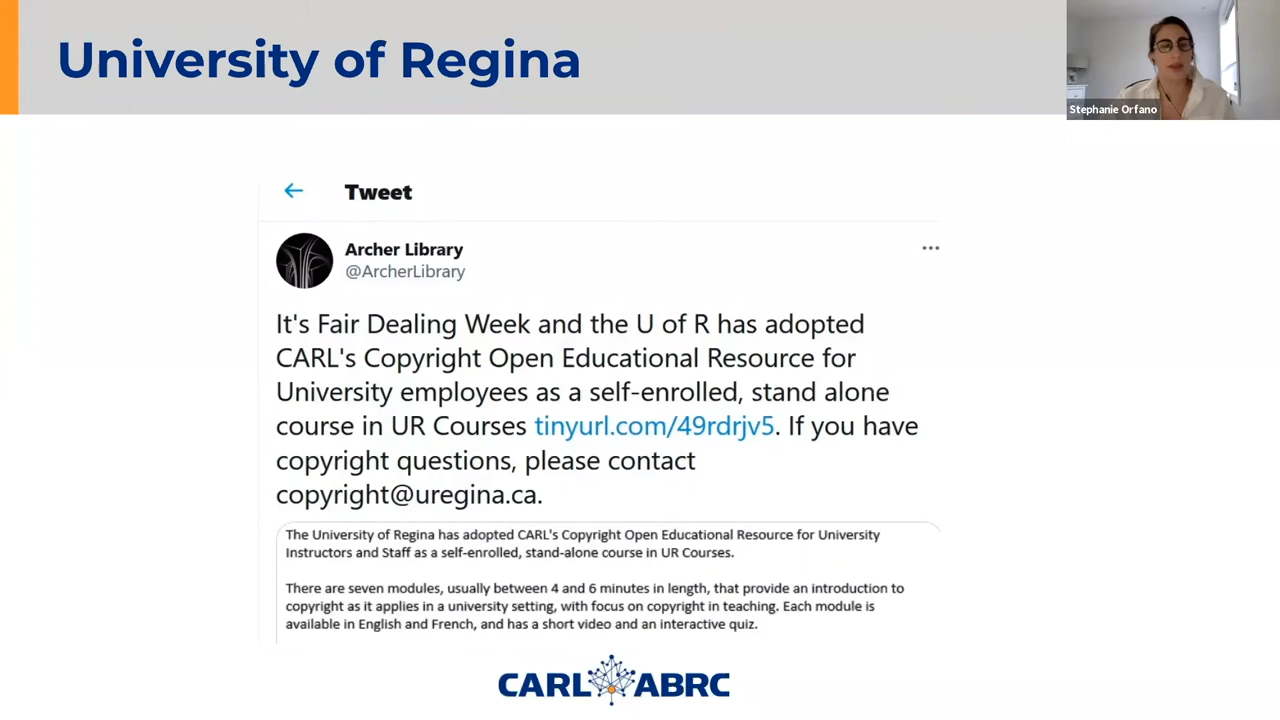 University of Regina
Stephanie Orfano
Tweet
Archer Library
@ArcherLibrary
It's Fair Dealing Week and the U of R has adopted
CARL's Copyright Open Educational Resource for
University employees as a self-enrolled, stand alone
course in UR Courses tinyurl.com/49rdrjv5. If you have
copyright questions, please contact
copyright@uregina.ca.
The University of Regina has adopted CARL's Copyright Open Educational Resource for University
Instructors and Staff as a self-enrolled, stand-alone course in UR Courses.
There are seven modules, usually between 4 and 6 minutes in length, that provide an introduction to
copyright as it applies in a university setting, with focus on copyright in teaching. Each module is
available in English and French, and has a short video and an interactive quiz.
CARL ABRC